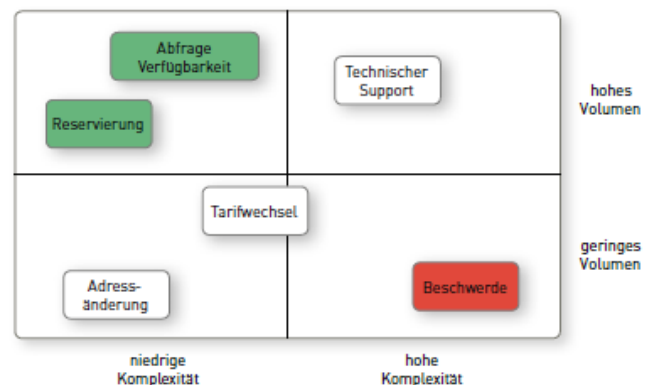 Abfrage
Verfügbarkeit
Technischer
Support
hohes
Volumen
Reservierung
Tarifwechsel
geringes
Volumen
Adress-
änderung
Beschwerde
niedrige
Komplexität
hohe
Komplexität